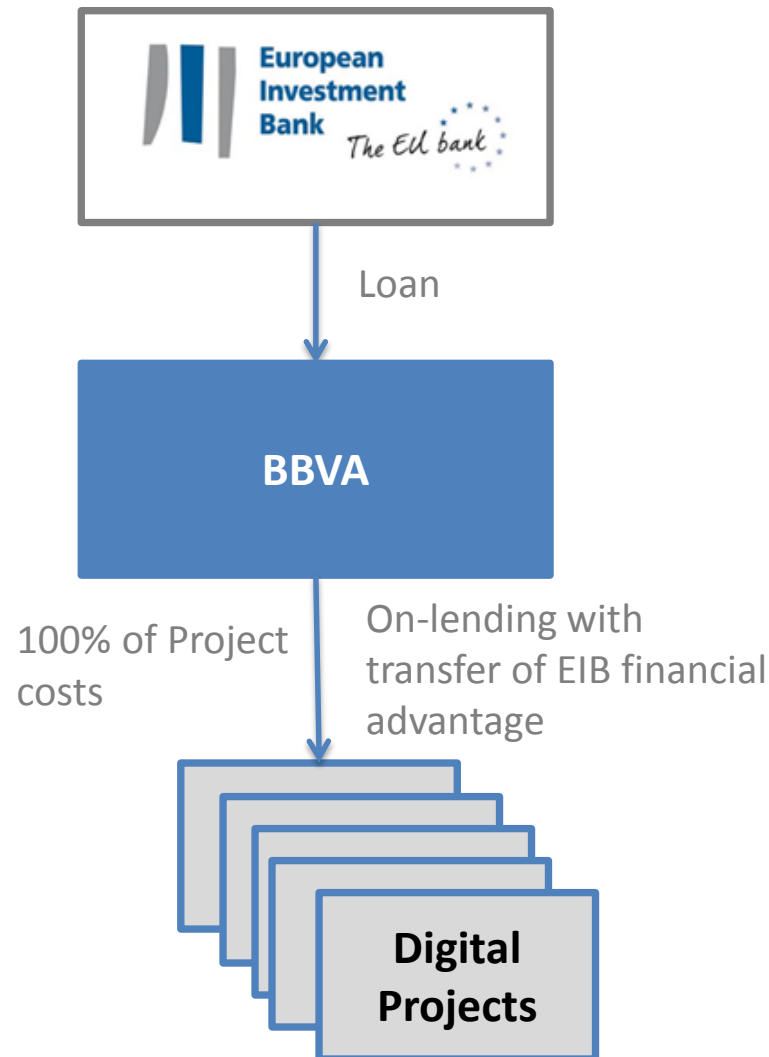 European
Investment
Bank
The EU bank
Loan
BBVA
100% of Project
costs
On-lending with
transfer of EIB financial
advantage
Digital
Projects